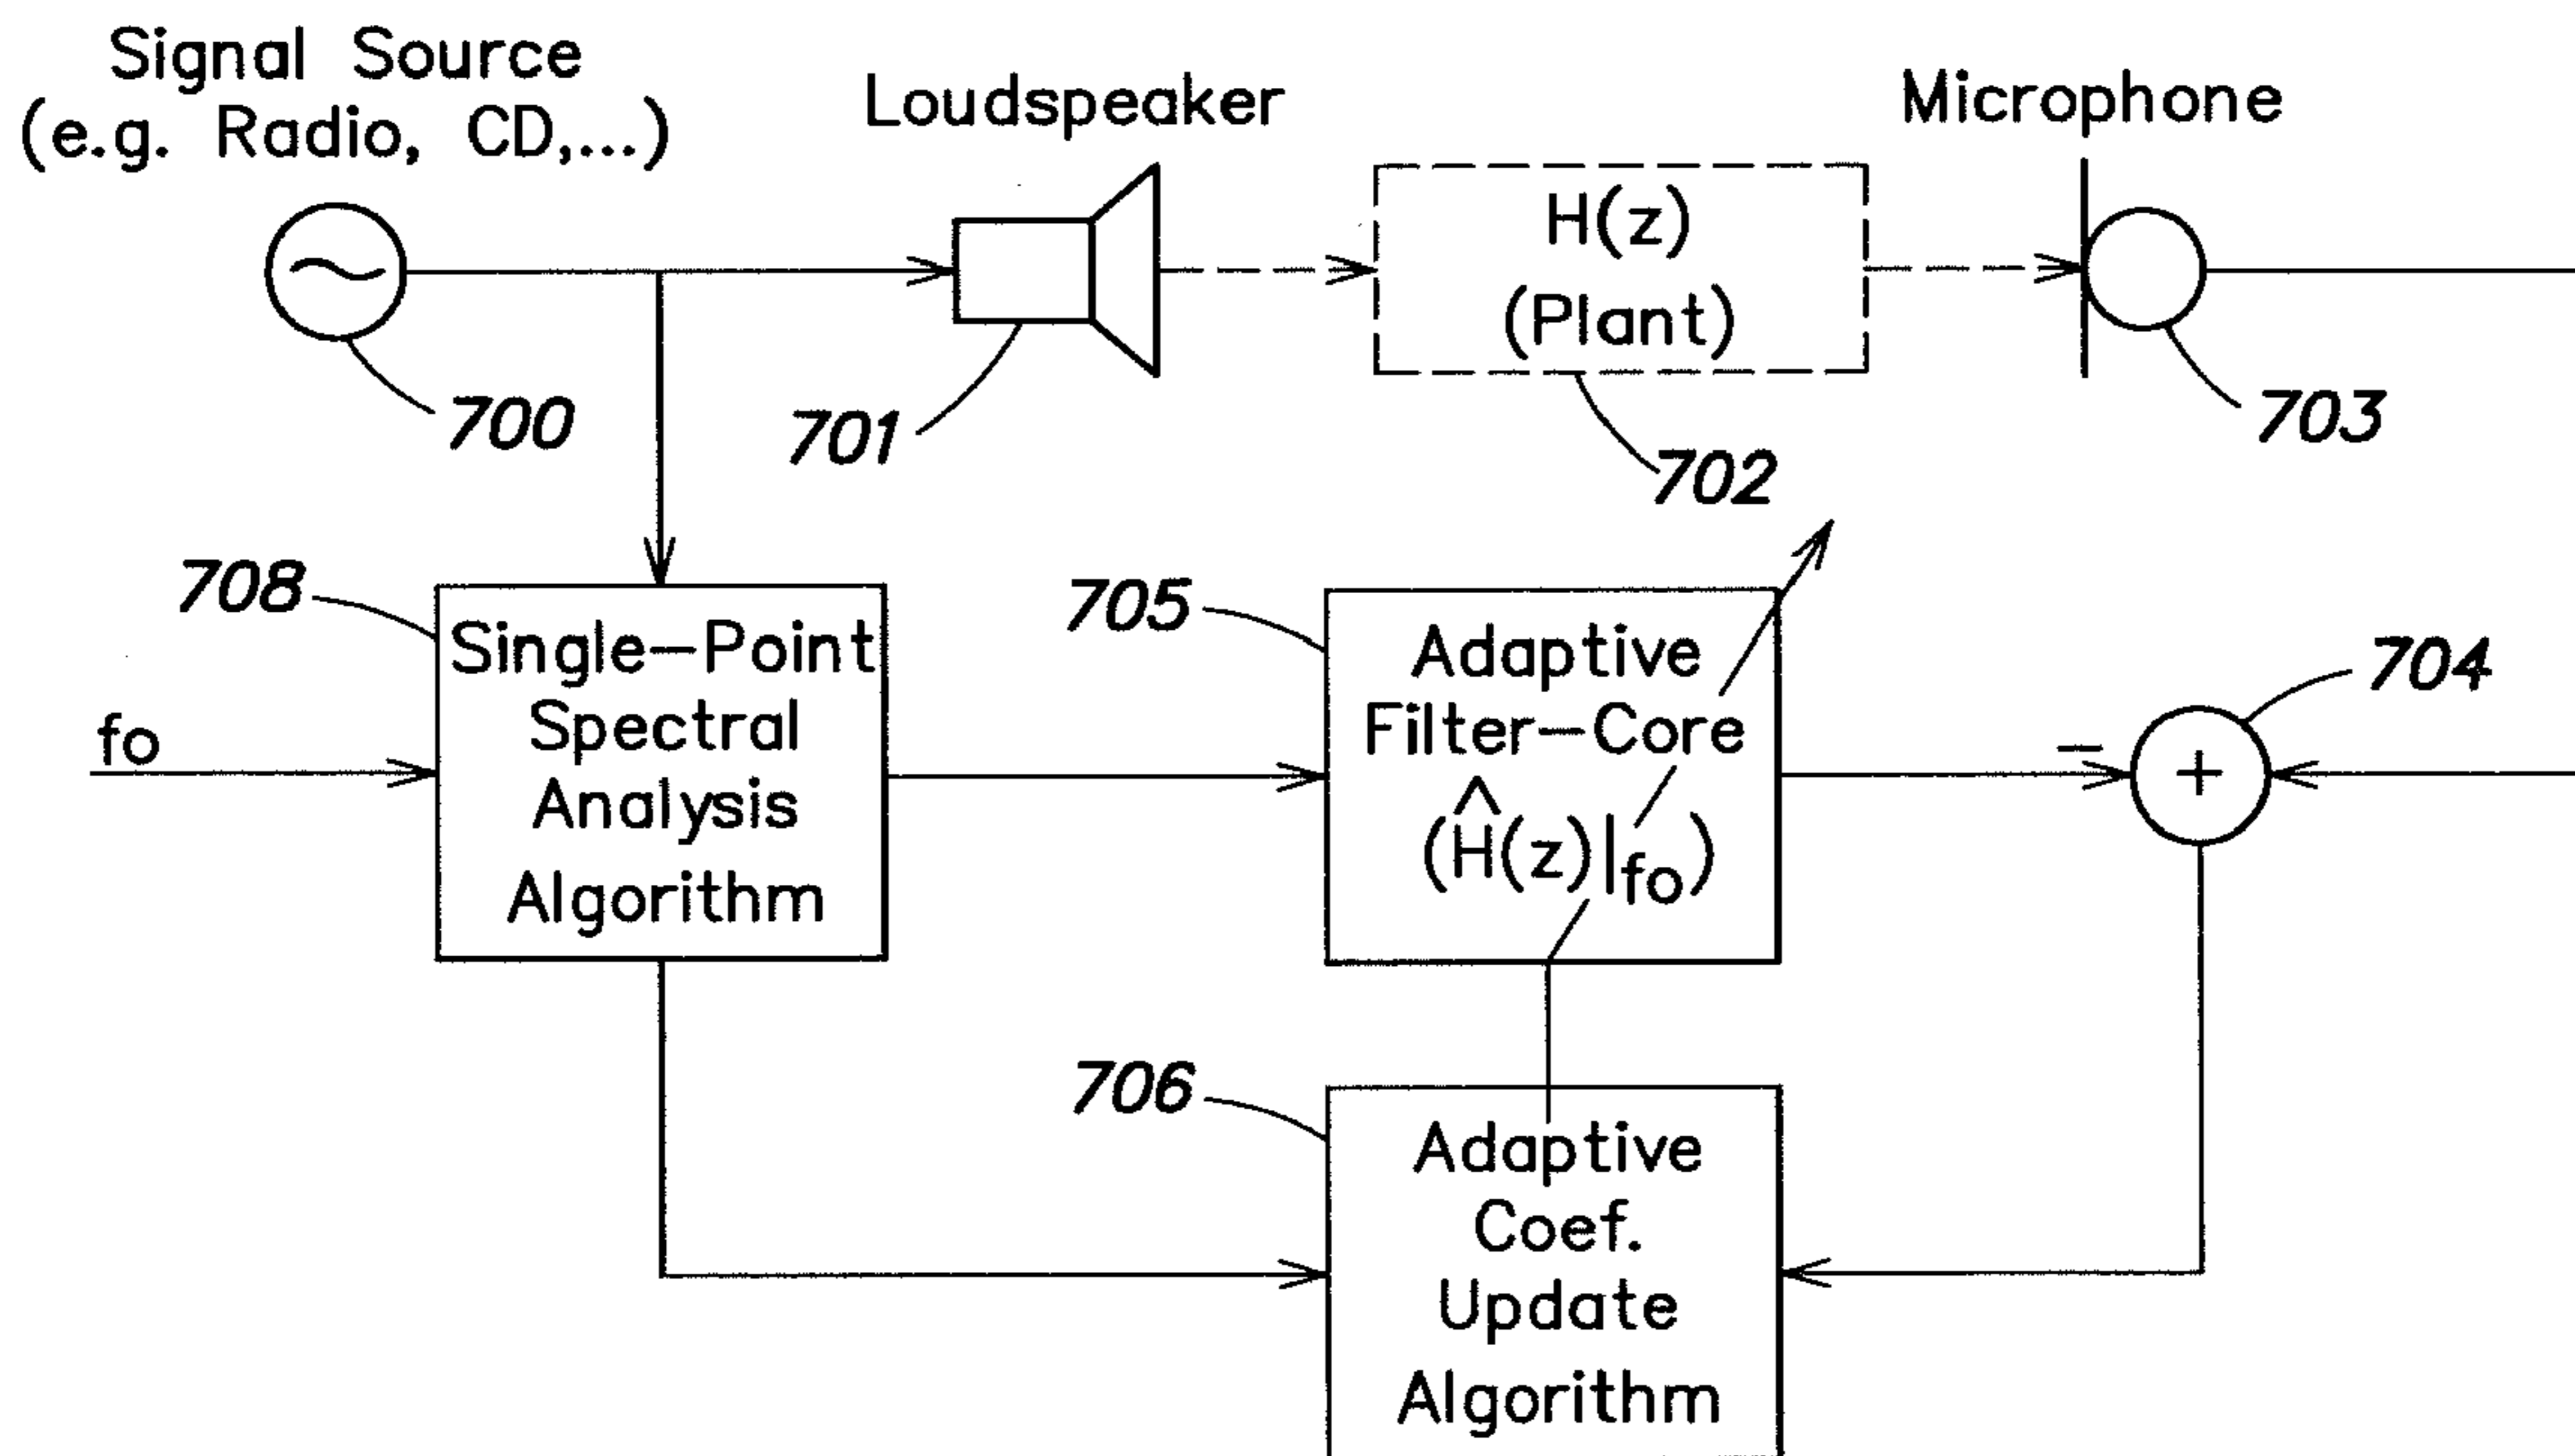 Signal Source
(e.g. Radio, CD,...)
Loudspeaker
Microphone
H(z)
(Plant)
700
701
702
703
708
Single-Point
Spectral
Analysis
Algorithm
fo
705
Adaptive
Filter-Core
(Ĥ(z)|fo)
704
−
+
706
Adaptive
Coef.
Update
Algorithm